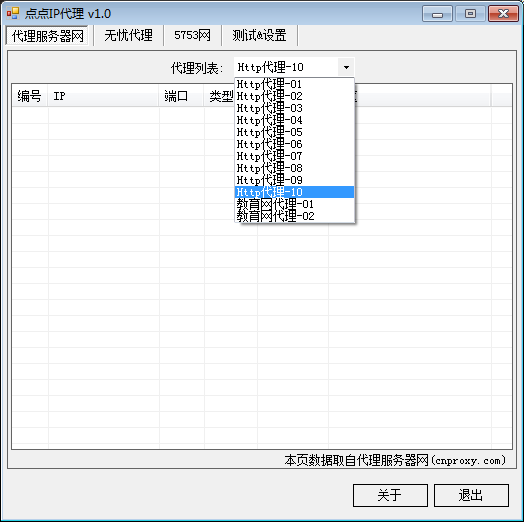 点点IP代理 v1.0
代理服务器网 无忧代理 5753网 测试&设置
代理列表: Http代理-10
编号 IP 端口 类型
Http代理-01
Http代理-02
Http代理-03
Http代理-04
Http代理-05
Http代理-06
Http代理-07
Http代理-08
Http代理-09
Http代理-10
教育网代理-01
教育网代理-02
本页数据取自代理服务器网(cnproxy.com)
关于 退出